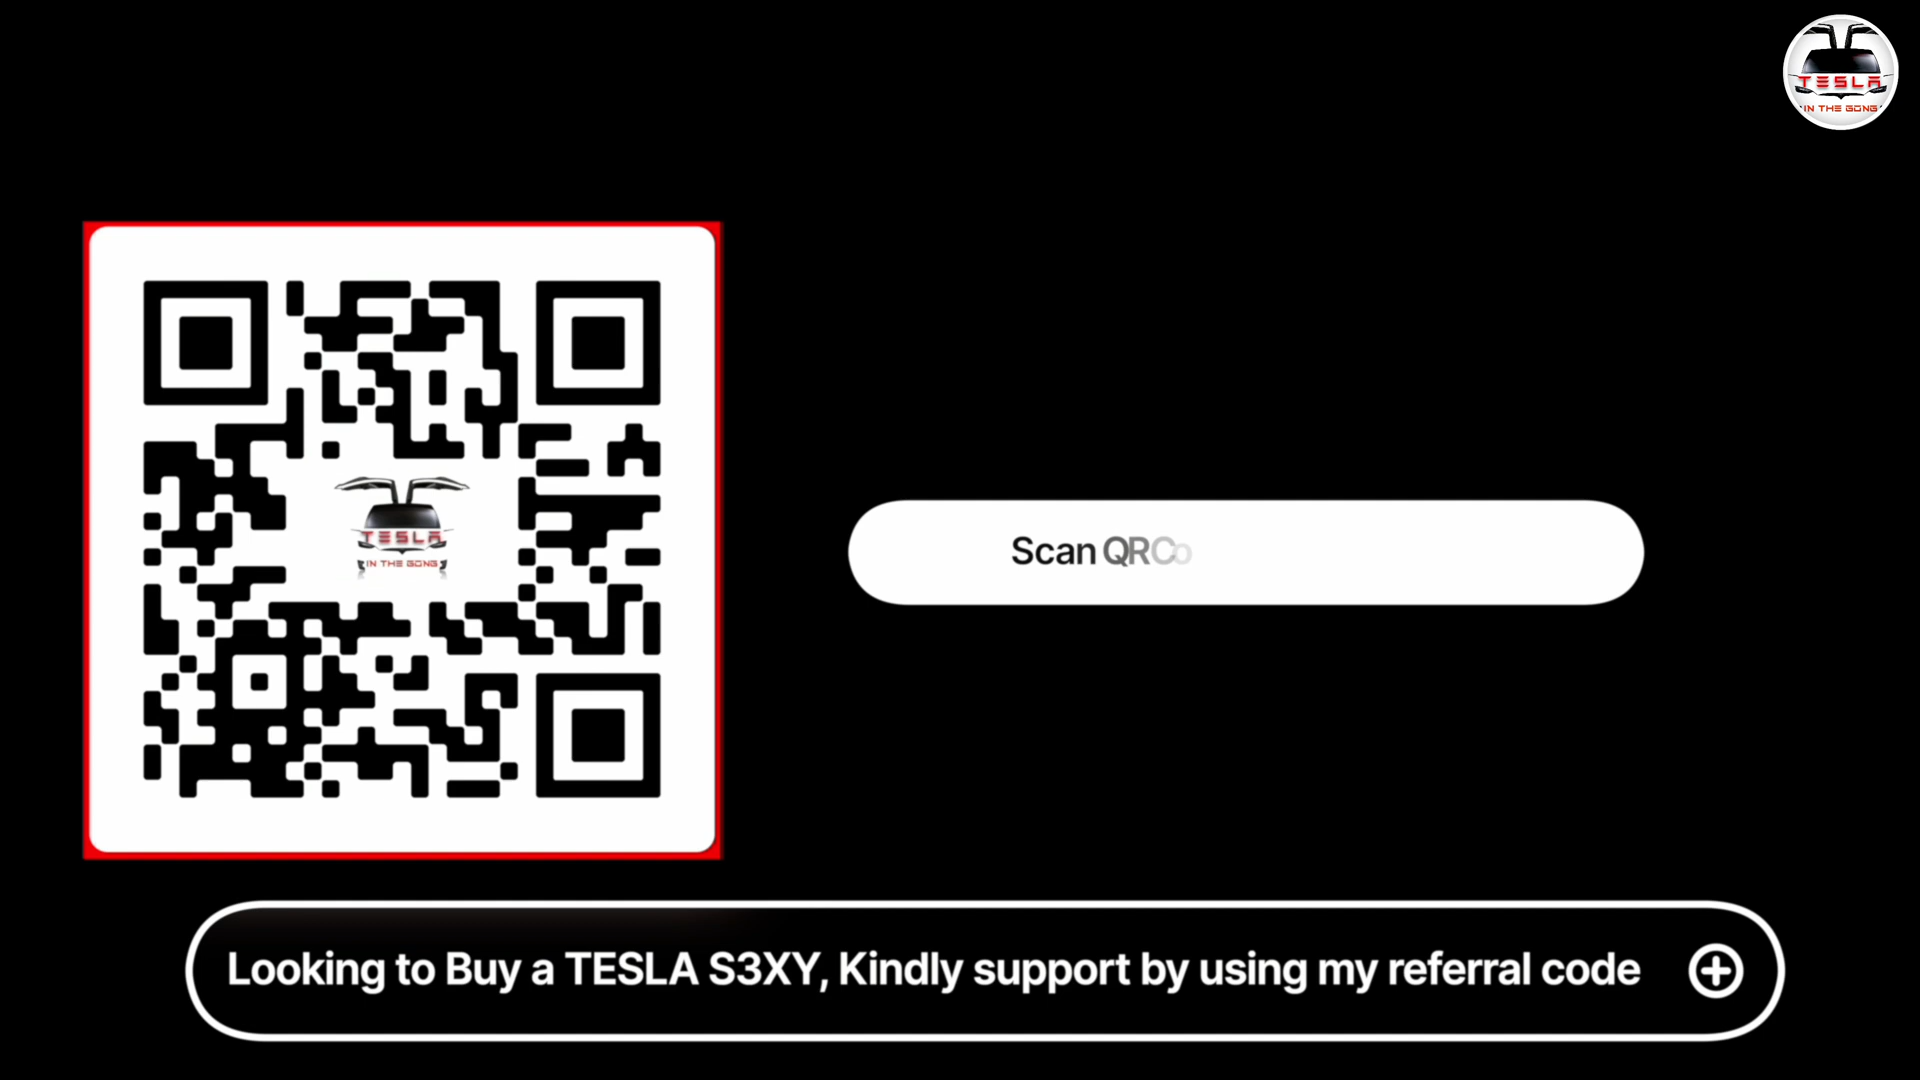 TESLA
IN THE GONG
TESLA
IN THE GONG
Scan QR Co
Looking to Buy a TESLA S3XY, Kindly support by using my referral code